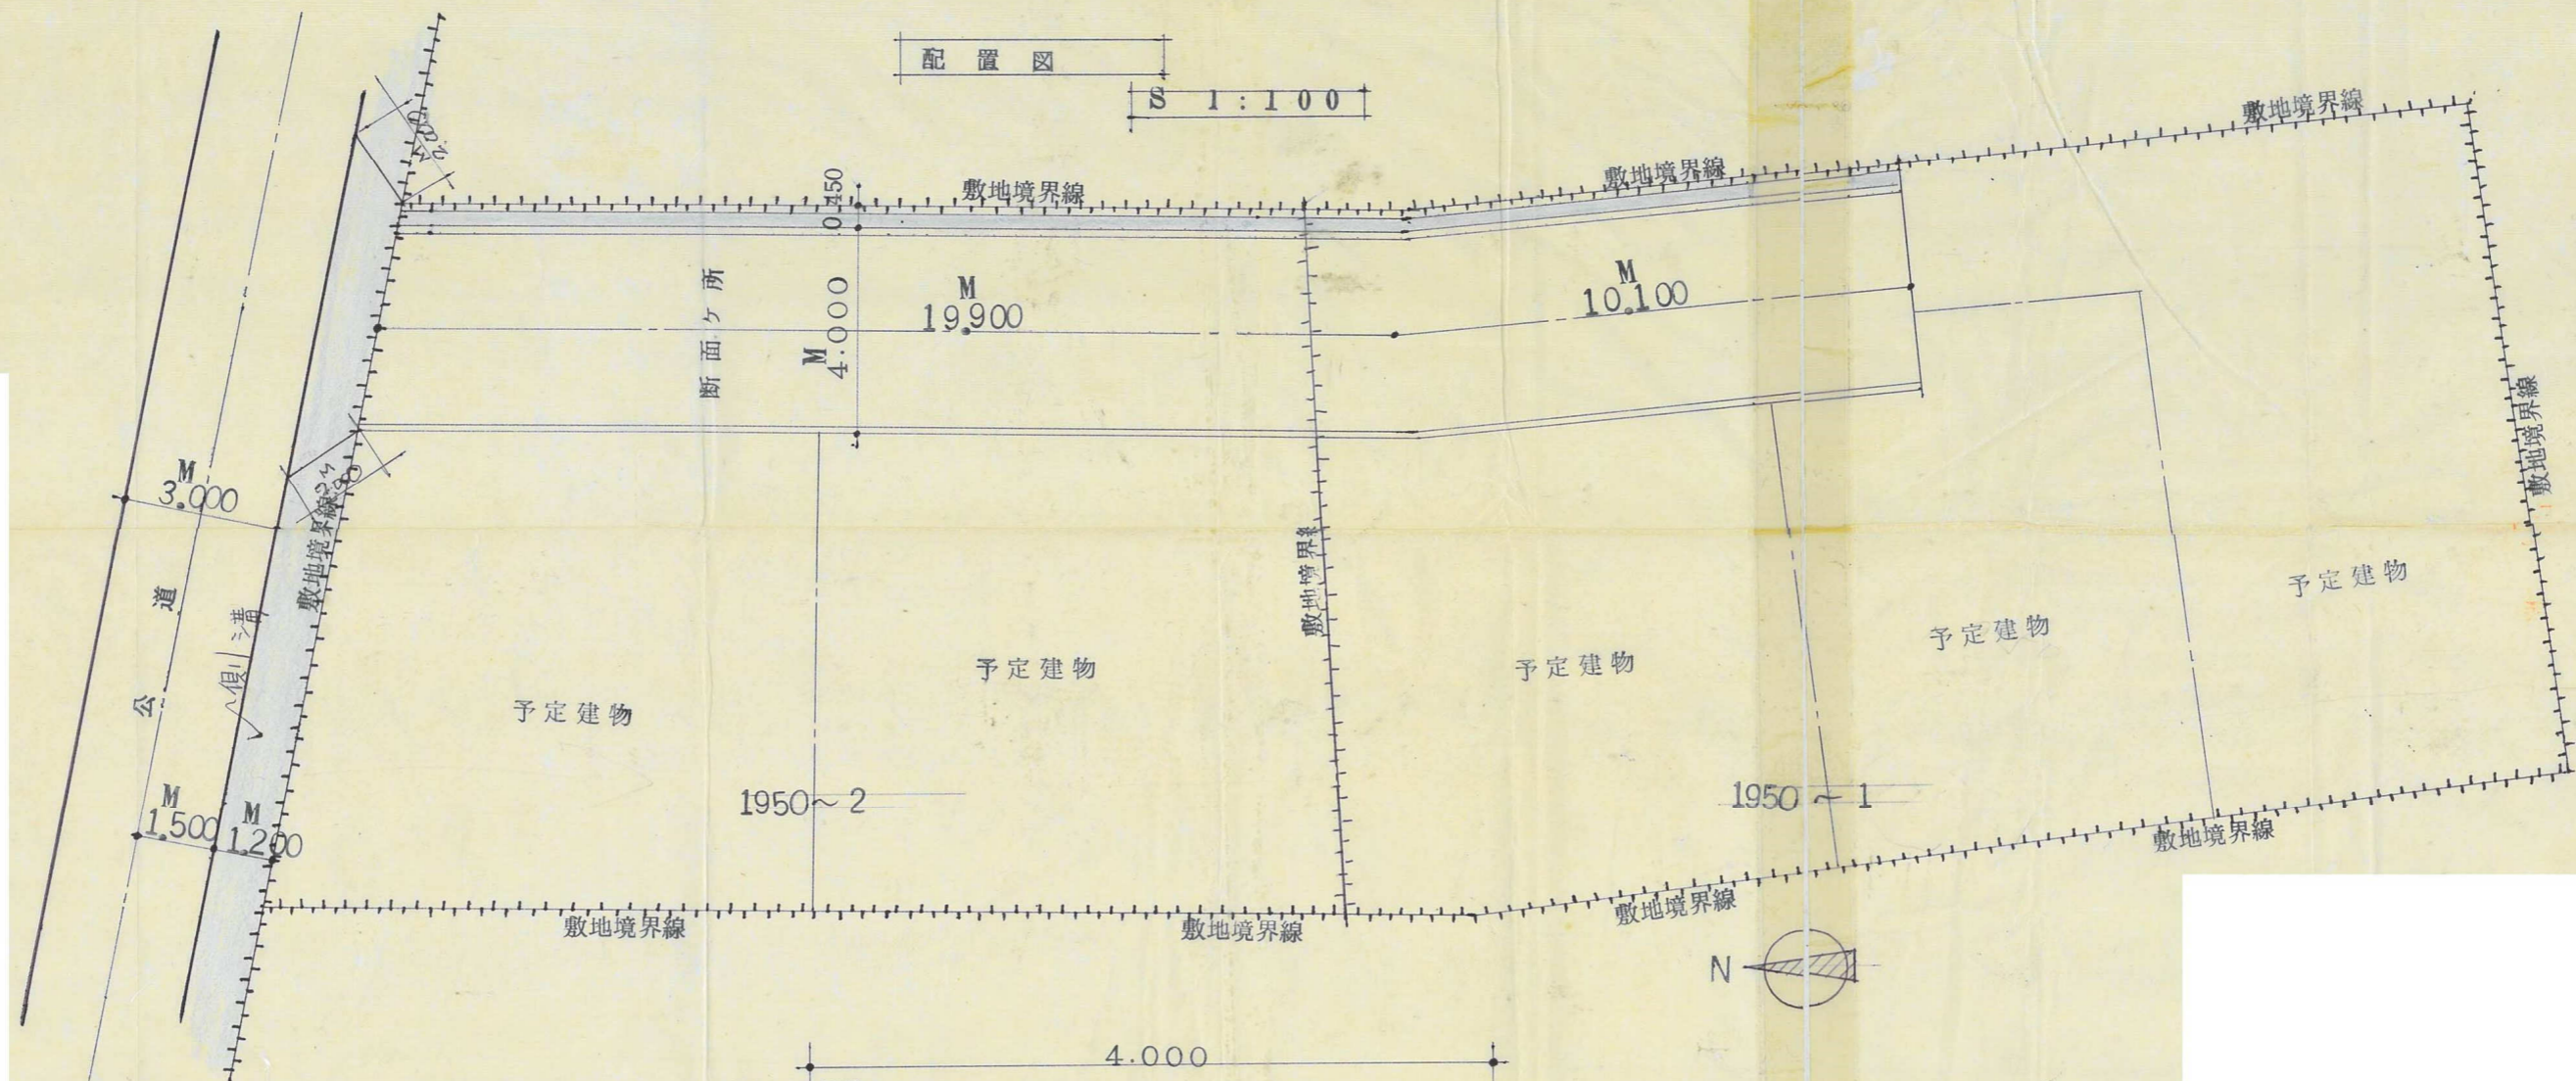 配置図
S 1:100
敷地境界線
敷地境界線
敷地境界線
0.450
断面ヶ所
M
4.000
M
19.900
M
10.100
敷地境界線
M
3.000
敷地境界線
敷地境界線
公道
側溝
予定建物
予定建物
予定建物
予定建物
予定建物
1950~2
1950~1
M
1.500
M
1.200
敷地境界線
敷地境界線
敷地境界線
敷地境界線
N
4.000